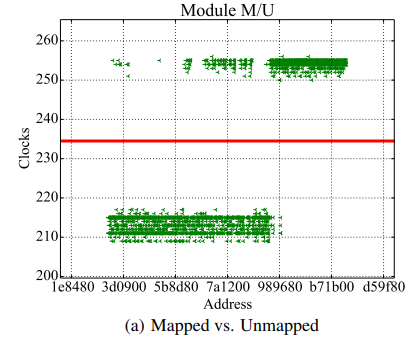 Module M/U
260
250
240
230
220
210
200
Clocks
1e8480 3d0900 5b8d80 7a1200 989680 b71b00 d59f80
Address
(a) Mapped vs. Unmapped